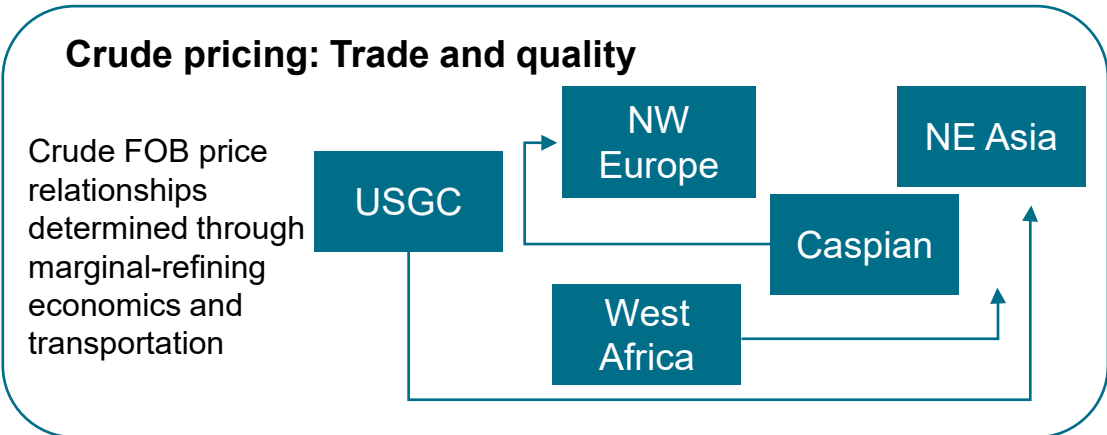 Crude pricing: Trade and quality
Crude FOB price
relationships
determined through
marginal-refining
economics and
transportation
USGC
NW
Europe
NE Asia
Caspian
West
Africa